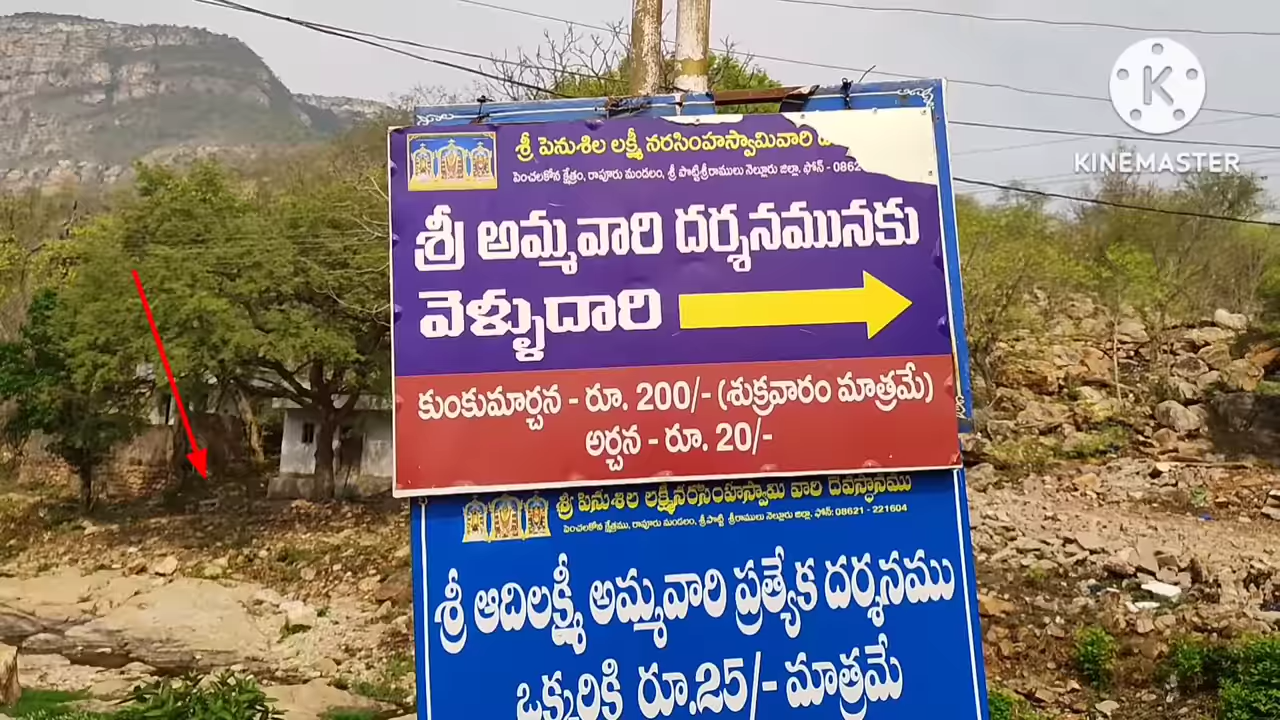 శ్రీ పెనుశిల లక్ష్మీ నరసింహస్వామివారి
పెంచలకోన క్షేత్రం, రాపూరు మండలం, శ్రీ పొట్టిశ్రీరాములు నెల్లూరు జిల్లా. ఫోన్ - 0862
శ్రీ అమ్మవారి దర్శనమునకు
వెళ్ళుదారి
కుంకుమార్చన - రూ. 200/- (శుక్రవారం మాత్రమే)
అర్చన - రూ. 20/-
శ్రీ పెనుశిల లక్ష్మీనరసింహస్వామి వారి దేవస్థానము
పెంచలకోన క్షేత్రము, రాపూరు మండలం, శ్రీపొట్టి శ్రీరాములు నెల్లూరు జిల్లా. ఫోన్: 08621 - 221604
శ్రీ ఆదిలక్ష్మీ అమ్మవారి ప్రత్యేక దర్శనము
ఒక్కరికి రూ.25/- మాత్రమే
KINEMASTER